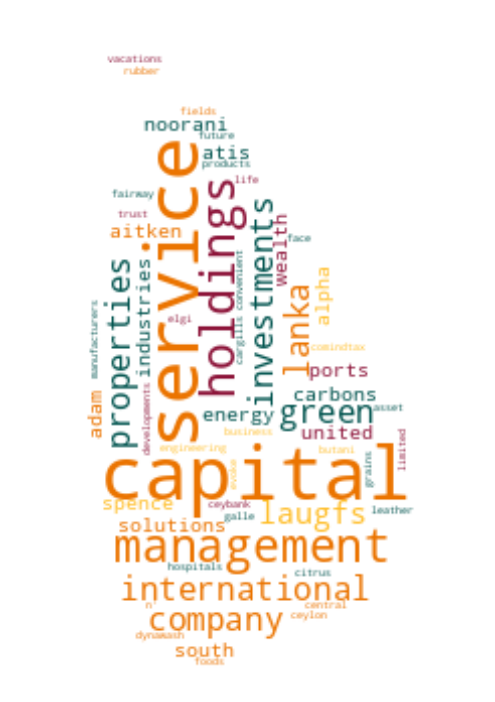 vacations
rubber
fields
noorani
future
atis
products
service
life
fairway
holdings
investments
trust
wealth
aitken
face
properties
industries
convenient
alpha
lanka
manufacturers
elgi
cargills
comindtax
ports
developments
carbons
adam
energy
green
asset
business
united
limited
engineering
butani
grains
evoke
capital
spence
ceybank
laugfs
leather
solutions
galle
management
hospitals
citrus
international
n'
central
company
ceylon
dynawash
south
foods